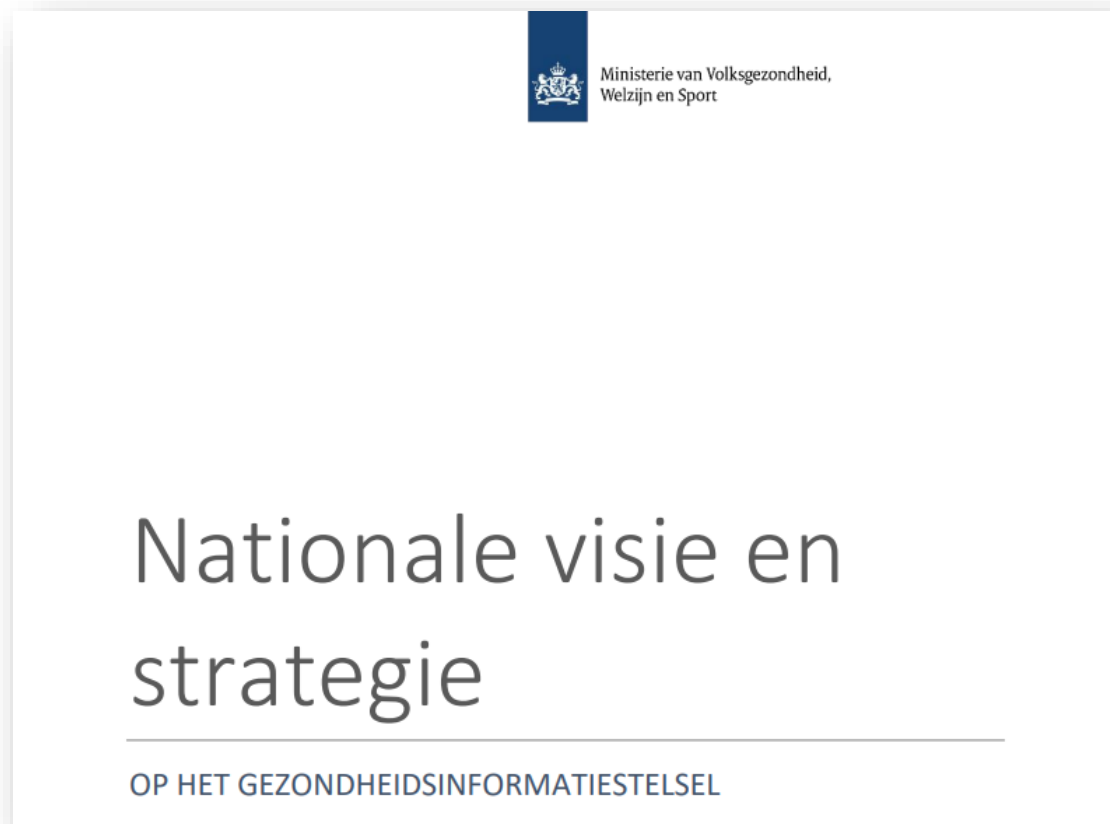 Ministerie van Volksgezondheid,
Welzijn en Sport
Nationale visie en
strategie
OP HET GEZONDHEIDSINFORMATIESTELSEL